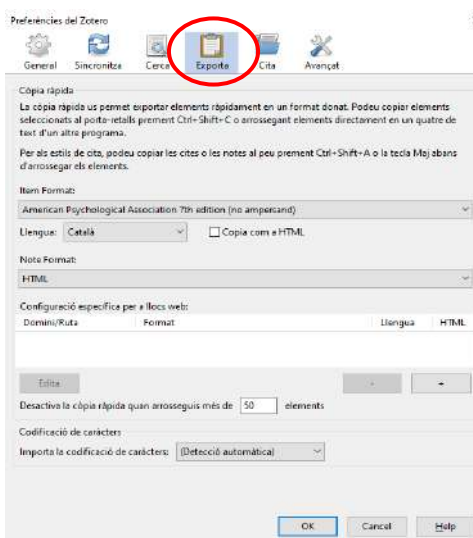 Preferències del Zotero
General Sincronitza Cerca Exporta Cita Avançat
Còpia ràpida
La còpia ràpida us permet exportar elements ràpidament en un format donat. Podeu copiar elements
seleccionats al porta-retalls prement Ctrl+Shift+C o arrossegant elements directament en un quatre de
text d'un altre programa.
Per als estils de cita, podeu copiar les cites o les notes al peu prement Ctrl+Shift+A o la tecla Maj abans
d'arrossegar els elements.
Item Format:
American Psychological Association 7th edition (no ampersand)
Llengua: Català Copia com a HTML
Note Format:
HTML
Configuració específica per a llocs web:
Domini/Ruta Format Llengua HTML
Edita - +
Desactiva la còpia ràpida quan arrosseguis més de 50 elements
Codificació de caràcters
Importa la codificació de caràcters: (Detecció automàtica)
OK Cancel Help